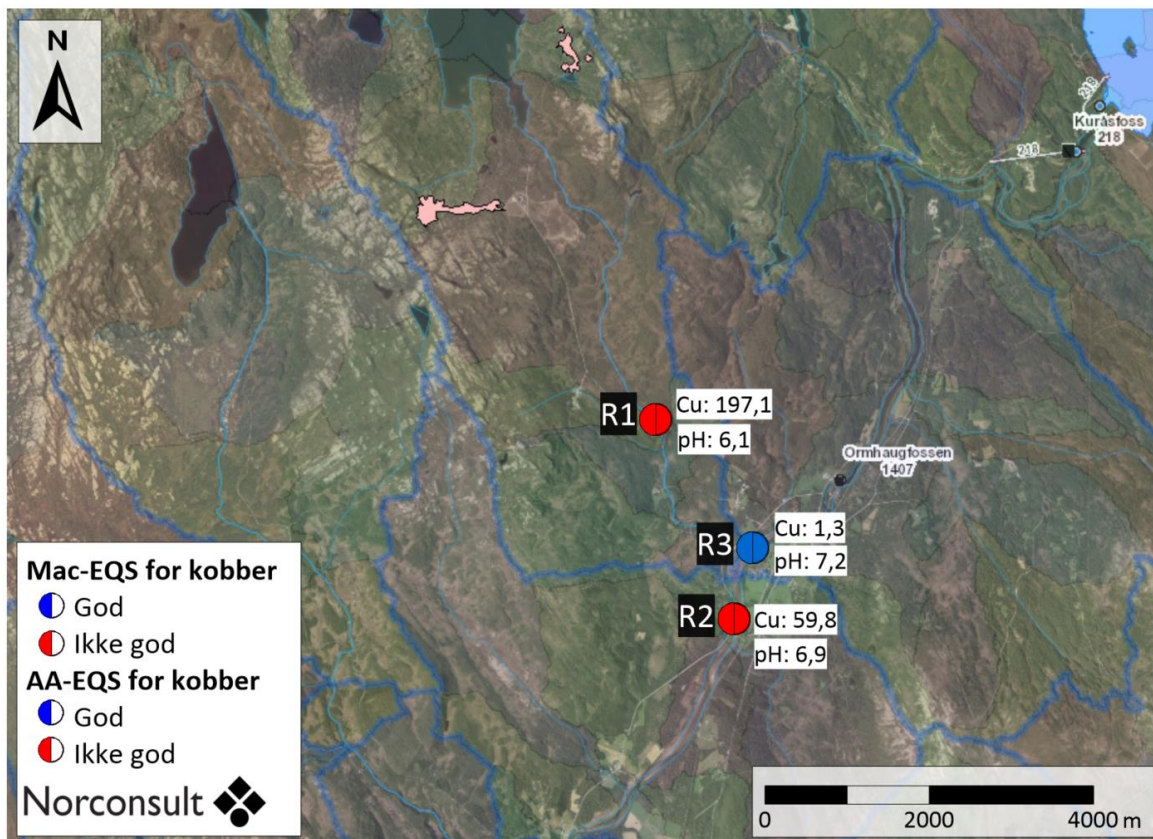 N
218
Kuråsfoss
218
218
R1
Cu: 197,1
pH: 6,1
Ormhaugfossen
1407
R3
Cu: 1,3
pH: 7,2
R2
Cu: 59,8
pH: 6,9
Mac-EQS for kobber
God
Ikke god
AA-EQS for kobber
God
Ikke god
Norconsult
0 2000 4000 m